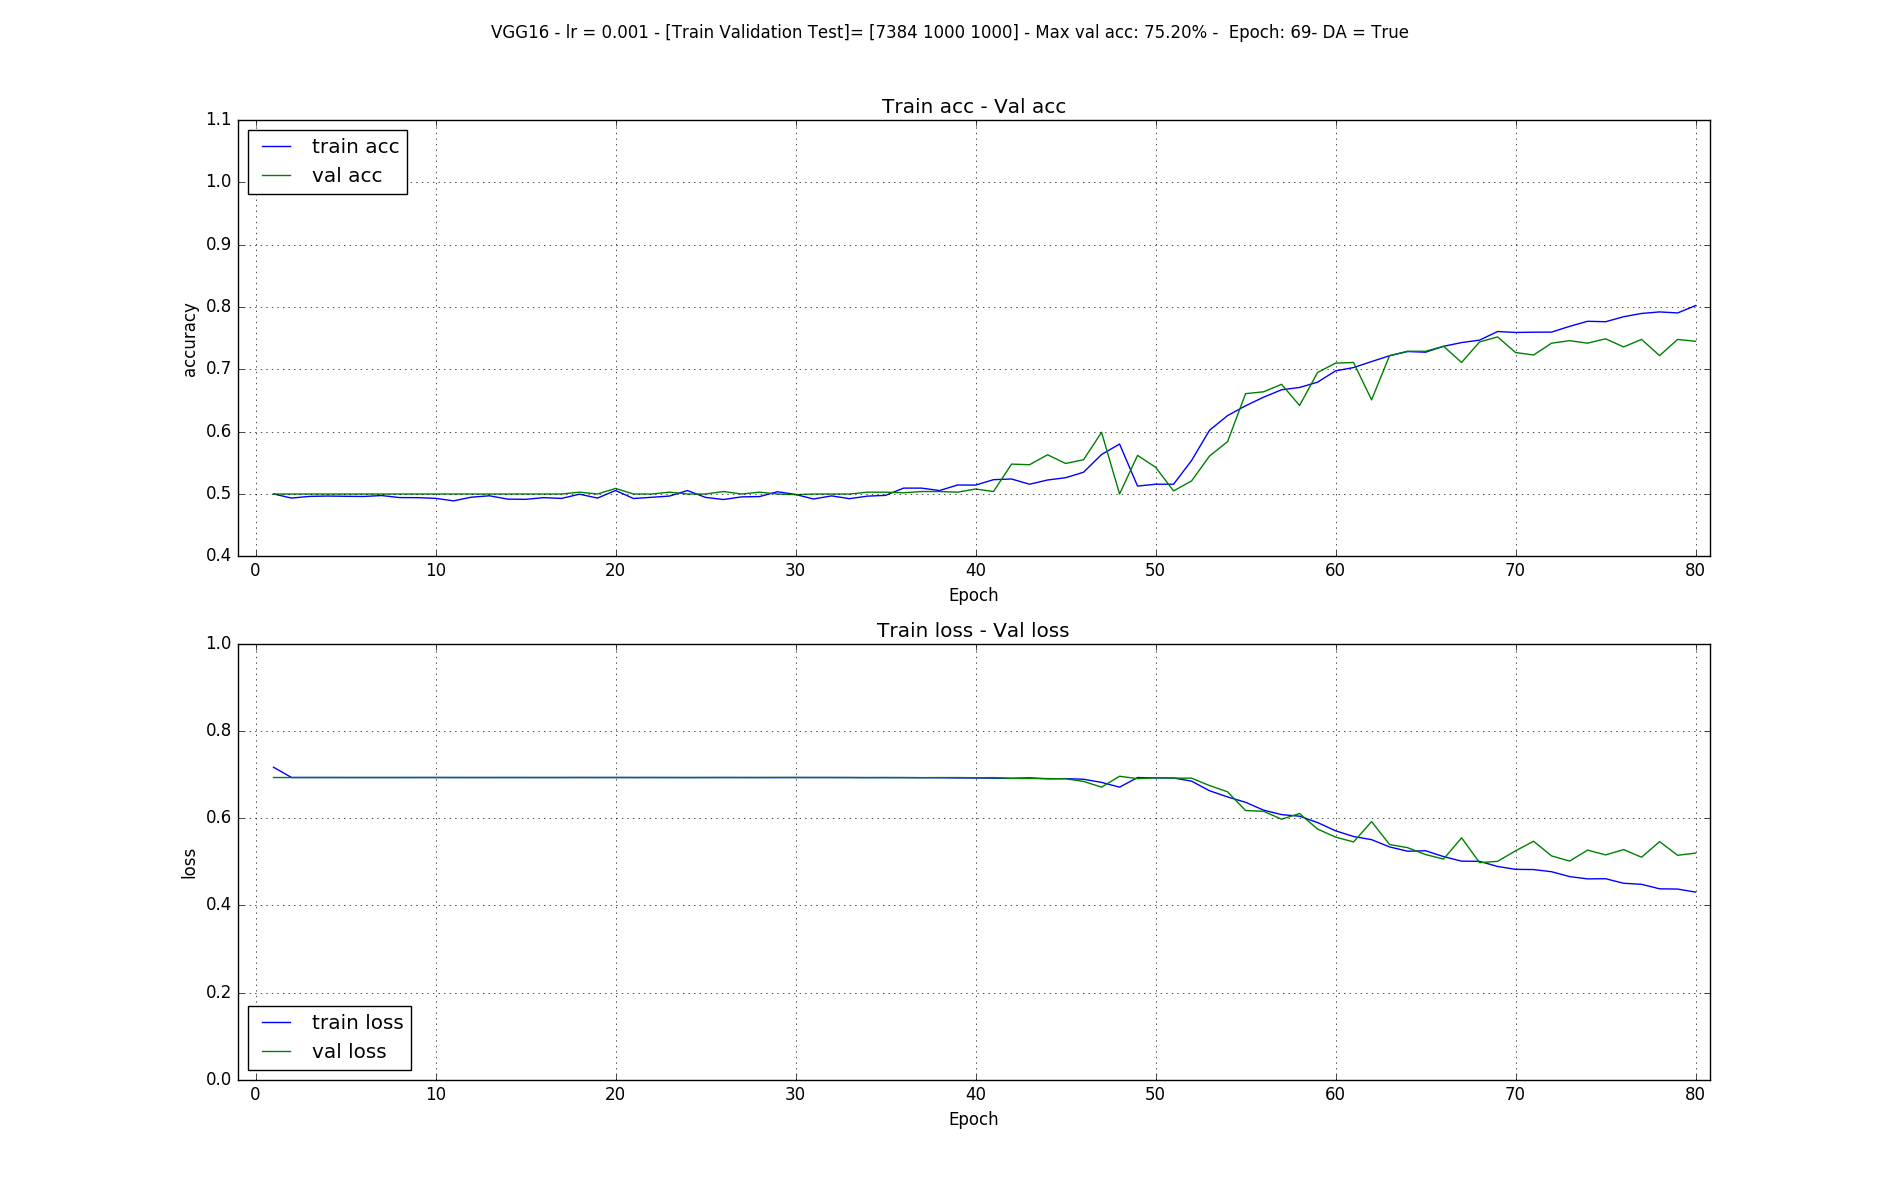 VGG16 - lr = 0.001 - [Train Validation Test]= [7384 1000 1000] - Max val acc: 75.20% -  Epoch: 69- DA = True
Train acc - Val acc
1.1
1.0
0.9
0.8
0.7
0.6
0.5
0.4
accuracy
train acc
val acc
0 10 20 30 40 50 60 70 80
Epoch
Train loss - Val loss
1.0
0.8
0.6
0.4
0.2
0.0
loss
train loss
val loss
0 10 20 30 40 50 60 70 80
Epoch